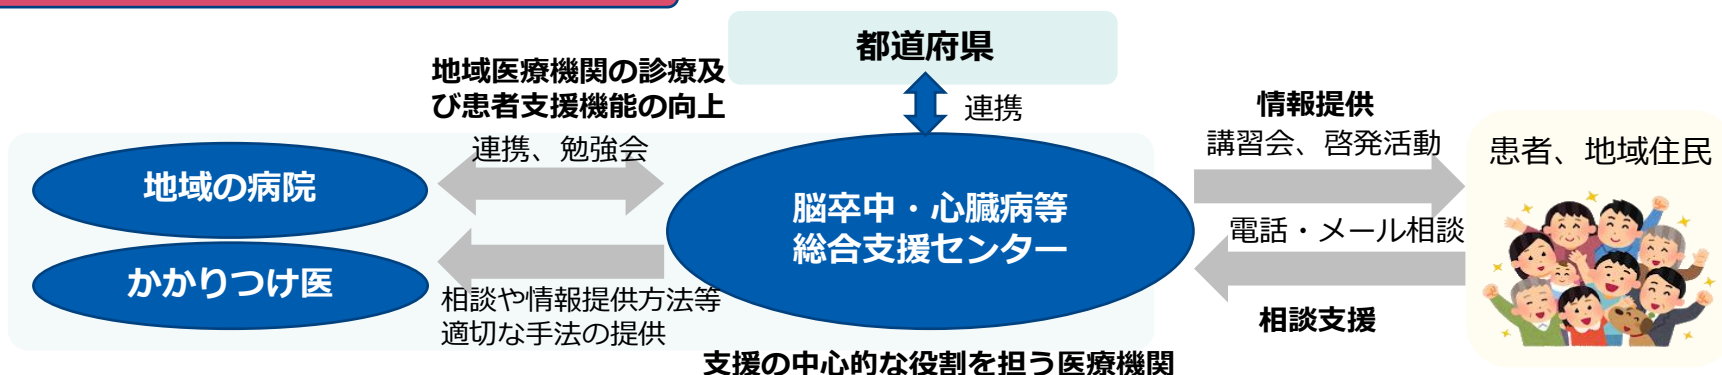 都道府県
連携
地域医療機関の診療及
び患者支援機能の向上
連携、勉強会
地域の病院
かかりつけ医
相談や情報提供方法等
適切な手法の提供
脳卒中・心臓病等
総合支援センター
支援の中心的な役割を担う医療機関
情報提供
講習会、啓発活動
電話・メール相談
相談支援
患者、地域住民